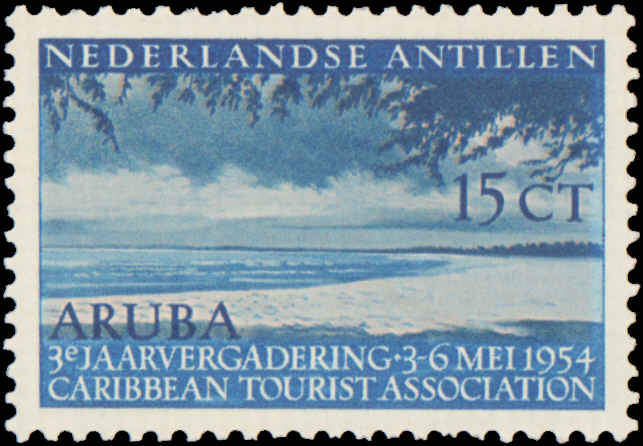 NEDERLANDSE ANTILLEN
15 CT
ARUBA
3e JAARVERGADERING·3-6 MEI 1954
CARIBBEAN TOURIST ASSOCIATION